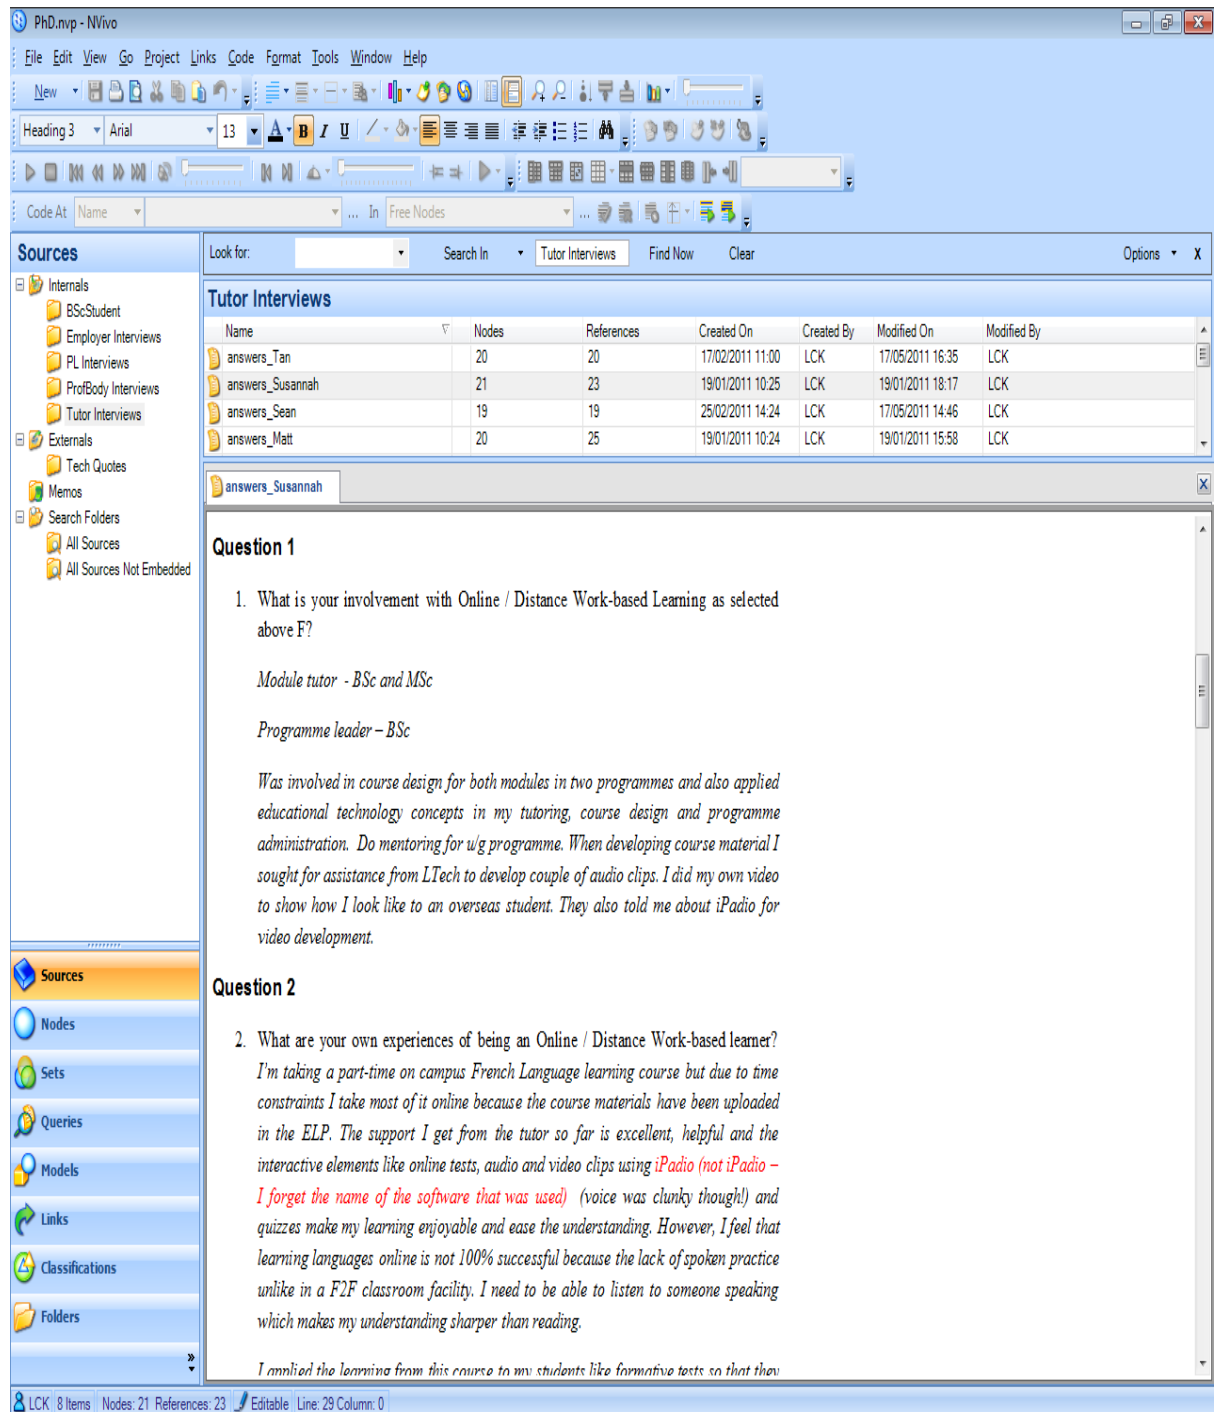 PhD.nvp - NVivo
File Edit View Go Project Links Code Format Tools Window Help
New
Heading 3 Arial 13 A B I U
Code At Name ... In Free Nodes ...
Sources
Look for: Search In Tutor Interviews Find Now Clear Options X
Internals
BScStudent
Employer Interviews
PL Interviews
ProfBody Interviews
Tutor Interviews
Externals
Tech Quotes
Memos
Search Folders
All Sources
All Sources Not Embedded
Tutor Interviews
Name Nodes References Created On Created By Modified On Modified By
answers_Tan 20 20 17/02/2011 11:00 LCK 17/05/2011 16:35 LCK
answers_Susannah 21 23 19/01/2011 10:25 LCK 19/01/2011 18:17 LCK
answers_Sean 19 19 25/02/2011 14:24 LCK 17/05/2011 14:46 LCK
answers_Matt 20 25 19/01/2011 10:24 LCK 19/01/2011 15:58 LCK
answers_Susannah
Question 1
1. What is your involvement with Online / Distance Work-based Learning as selected
above F?
Module tutor - BSc and MSc
Programme leader – BSc
Was involved in course design for both modules in two programmes and also applied
educational technology concepts in my tutoring, course design and programme
administration. Do mentoring for u/g programme. When developing course material I
sought for assistance from LTech to develop couple of audio clips. I did my own video
to show how I look like to an overseas student. They also told me about iPadio for
video development.
Question 2
2. What are your own experiences of being an Online / Distance Work-based learner?
I'm taking a part-time on campus French Language learning course but due to time
constraints I take most of it online because the course materials have been uploaded
in the ELP. The support I get from the tutor so far is excellent, helpful and the
interactive elements like online tests, audio and video clips using iPadio (not iPadio –
I forget the name of the software that was used) (voice was clunky though!) and
quizzes make my learning enjoyable and ease the understanding. However, I feel that
learning languages online is not 100% successful because the lack of spoken practice
unlike in a F2F classroom facility. I need to be able to listen to someone speaking
which makes my understanding sharper than reading.
I applied the learning from this course to my students like formative tests so that they
Sources
Nodes
Sets
Queries
Models
Links
Classifications
Folders
LCK 8 Items Nodes: 21 References: 23 Editable Line: 29 Column: 0